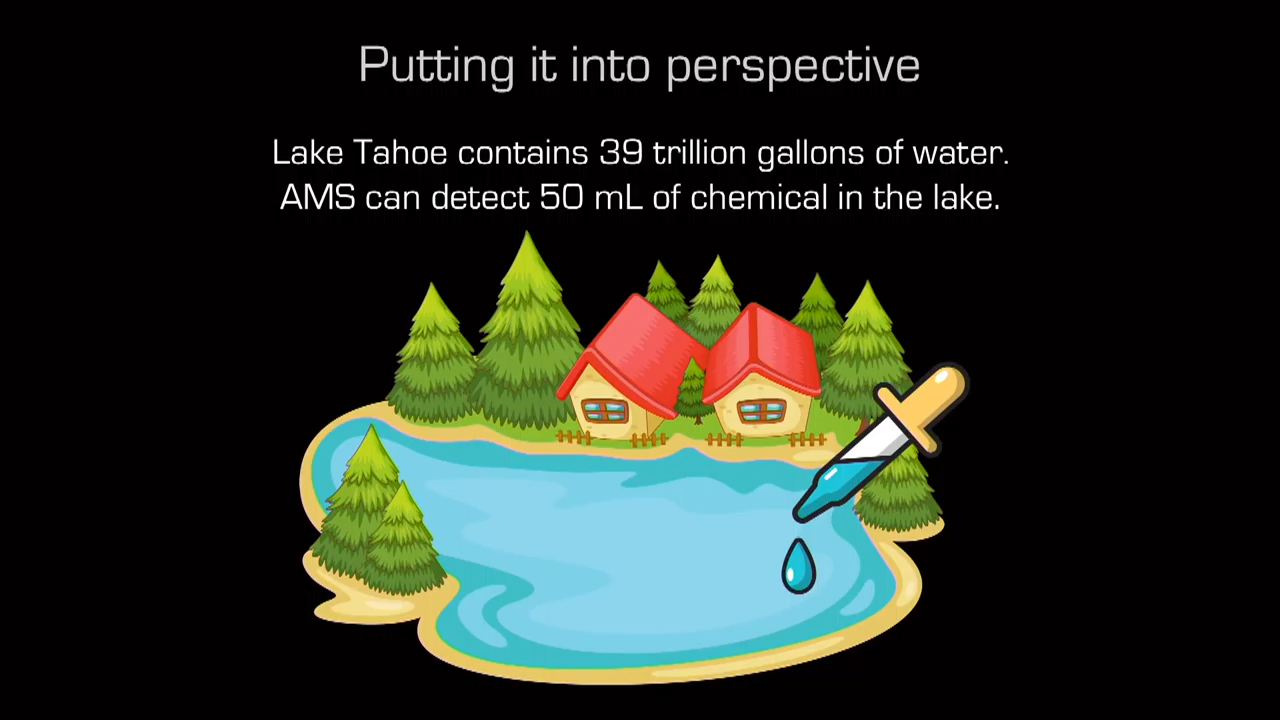 Putting it into perspective
Lake Tahoe contains 39 trillion gallons of water.
AMS can detect 50 mL of chemical in the lake.